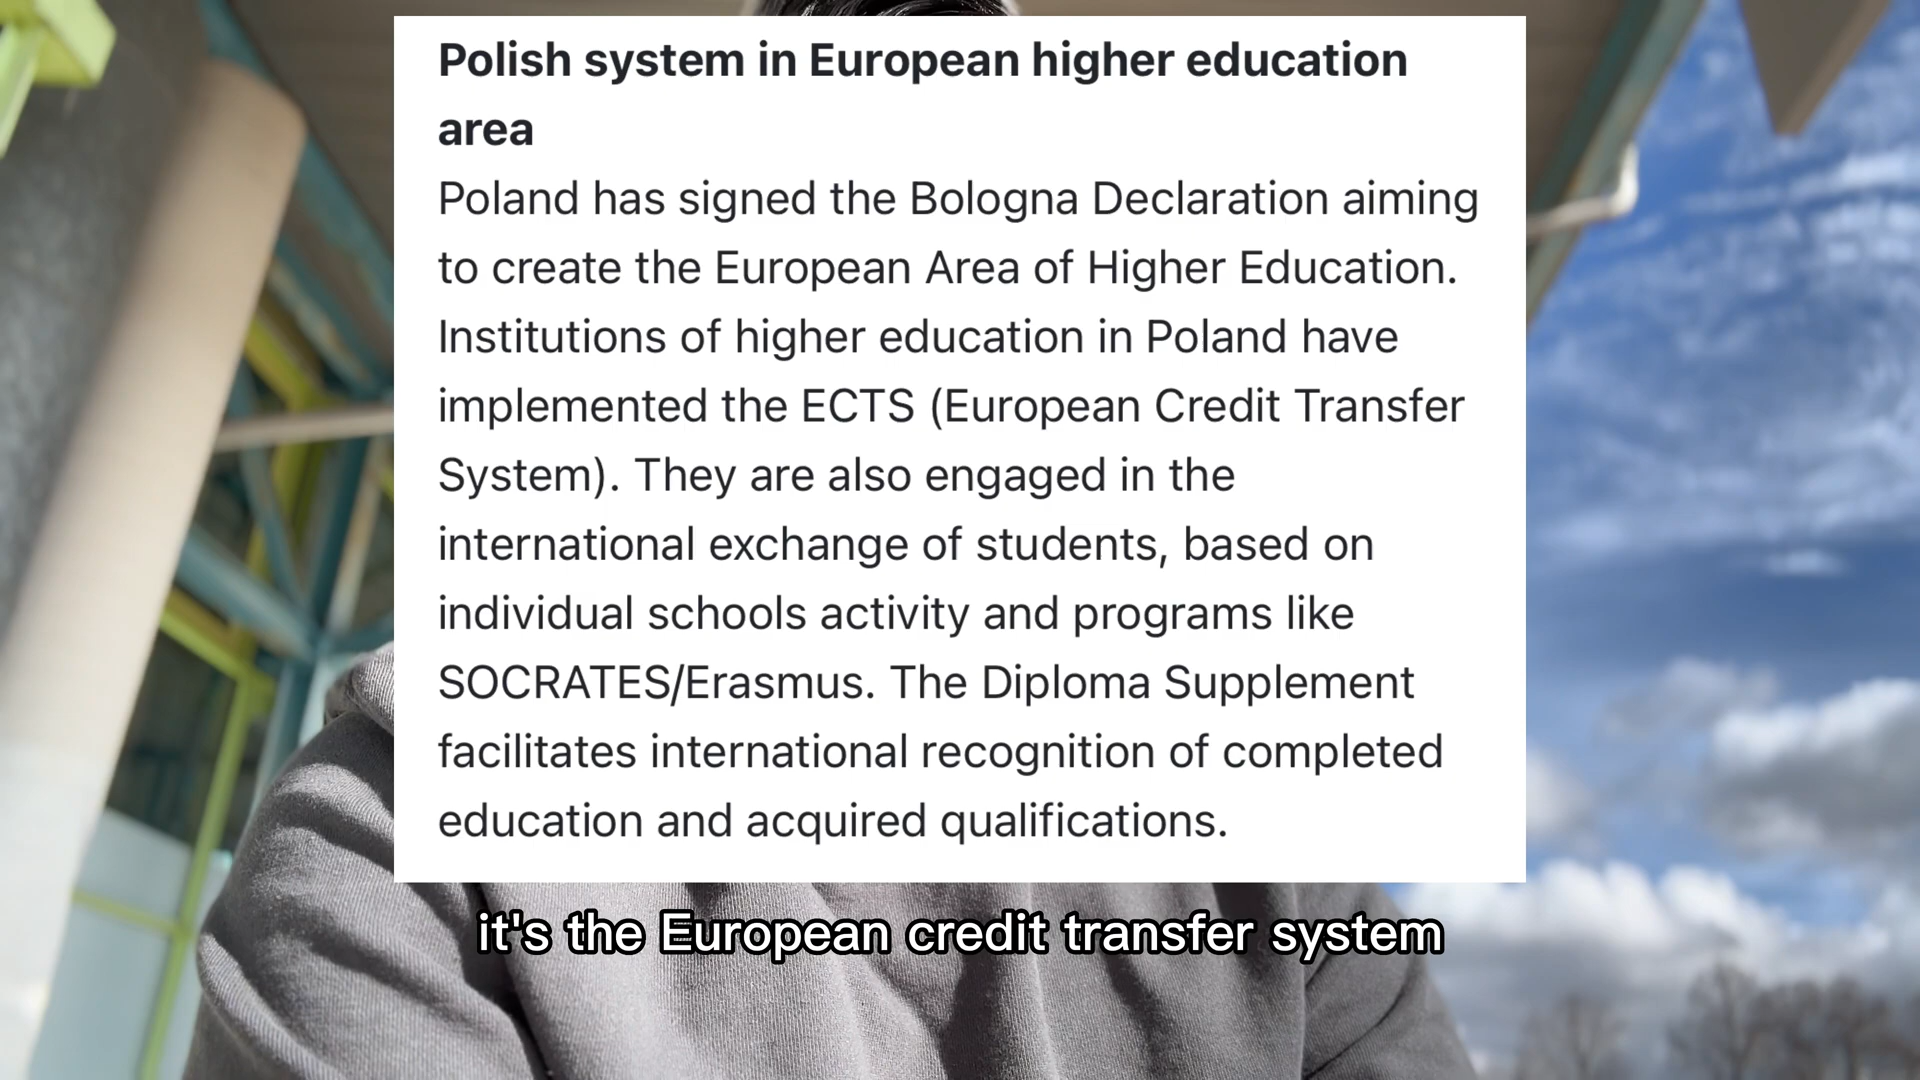 Polish system in European higher education
area
Poland has signed the Bologna Declaration aiming
to create the European Area of Higher Education.
Institutions of higher education in Poland have
implemented the ECTS (European Credit Transfer
System). They are also engaged in the
international exchange of students, based on
individual schools activity and programs like
SOCRATES/Erasmus. The Diploma Supplement
facilitates international recognition of completed
education and acquired qualifications.
it's the European credit transfer system